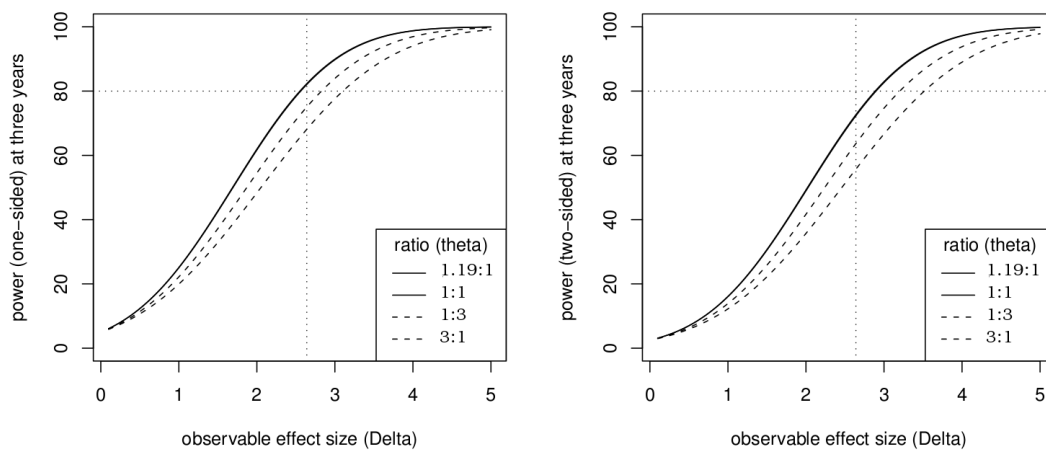 power (one-sided) at three years
100
80
60
40
20
0
ratio (theta)
1.19:1
1:1
1:3
3:1
0 1 2 3 4 5
observable effect size (Delta)
power (two-sided) at three years
100
80
60
40
20
0
ratio (theta)
1.19:1
1:1
1:3
3:1
0 1 2 3 4 5
observable effect size (Delta)